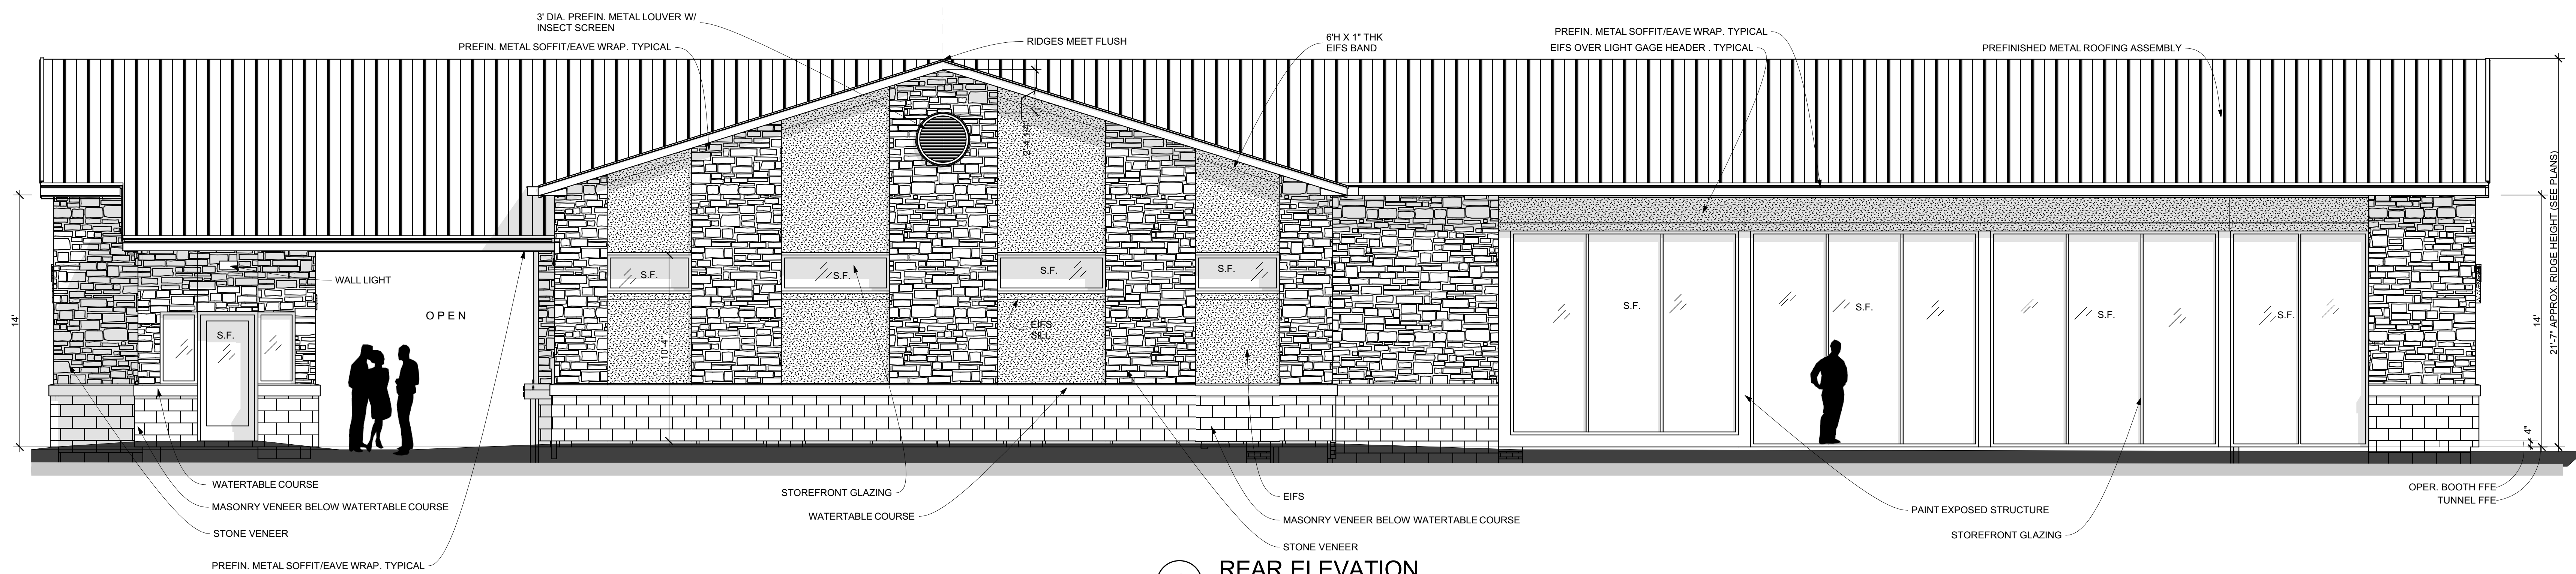 3' DIA. PREFIN. METAL LOUVER W/
INSECT SCREEN
PREFIN. METAL SOFFIT/EAVE WRAP. TYPICAL
RIDGES MEET FLUSH
6'H X 1" THK
EIFS BAND
PREFIN. METAL SOFFIT/EAVE WRAP. TYPICAL
EIFS OVER LIGHT GAGE HEADER . TYPICAL
PREFINISHED METAL ROOFING ASSEMBLY
2'-4 1/4"
WALL LIGHT
OPEN
S.F.
S.F.
S.F.
S.F.
S.F.
S.F.
S.F.
S.F.
S.F.
EIFS
SILL
10'-4"
14'
14'
21'-7" APPROX. RIDGE HEIGHT (SEE PLANS)
4"
WATERTABLE COURSE
MASONRY VENEER BELOW WATERTABLE COURSE
STONE VENEER
PREFIN. METAL SOFFIT/EAVE WRAP. TYPICAL
STOREFRONT GLAZING
WATERTABLE COURSE
EIFS
MASONRY VENEER BELOW WATERTABLE COURSE
STONE VENEER
PAINT EXPOSED STRUCTURE
STOREFRONT GLAZING
OPER. BOOTH FFE
TUNNEL FFE
REAR ELEVATION